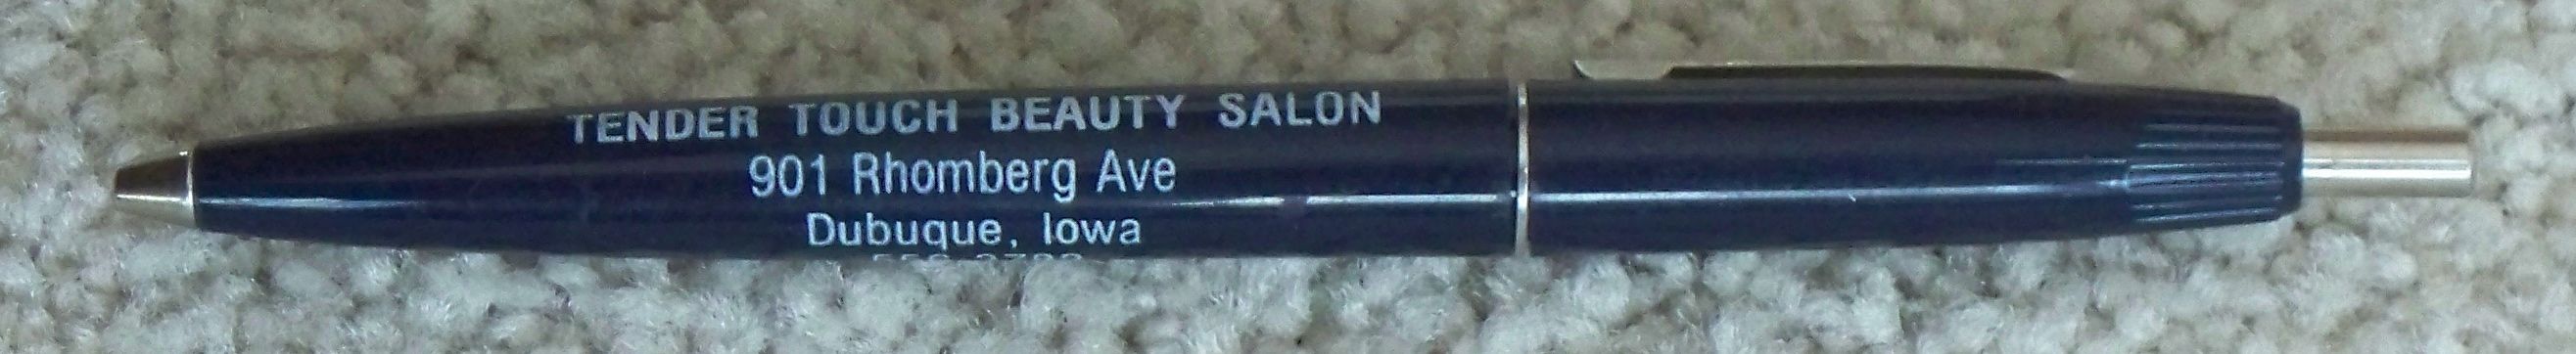 TENDER TOUCH BEAUTY SALON
901 Rhomberg Ave
Dubuque, Iowa